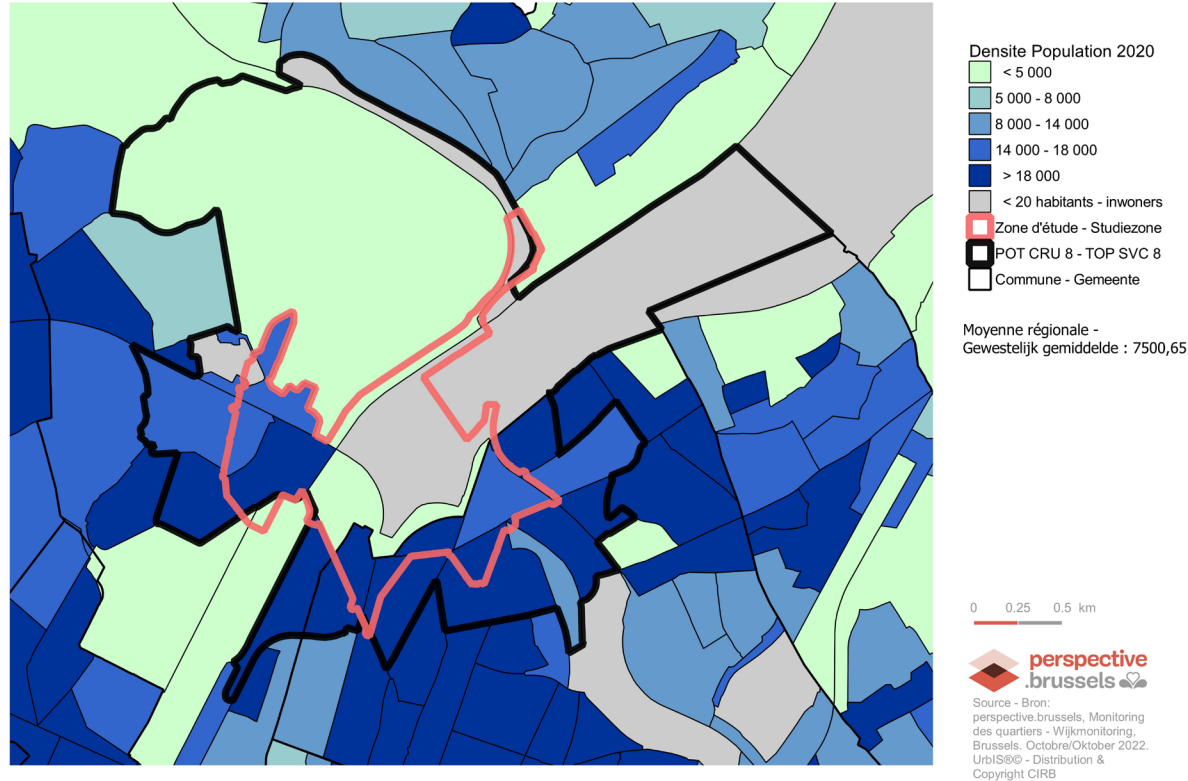 Densite Population 2020
< 5 000
5 000 - 8 000
8 000 - 14 000
14 000 - 18 000
> 18 000
< 20 habitants - inwoners
Zone d'étude - Studiezone
POT CRU 8 - TOP SVC 8
Commune - Gemeente
Moyenne régionale -
Gewestelijk gemiddelde : 7500,65
0 0.25 0.5 km
perspective
.brussels
Source - Bron:
perspective.brussels, Monitoring
des quartiers - Wijkmonitoring,
Brussels. Octobre/Oktober 2022.
UrbIS®© - Distribution &
Copyright CIRB